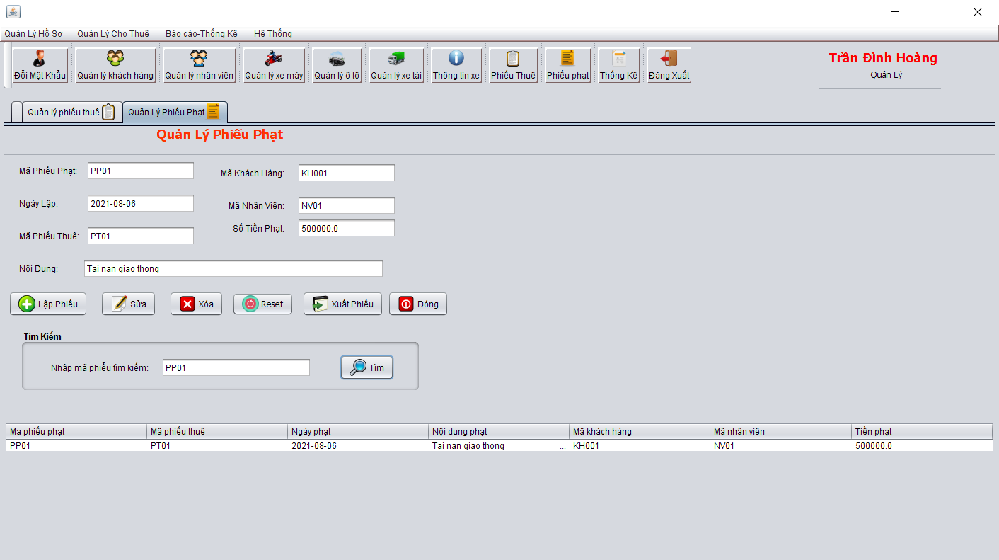 Quản Lý Hồ Sơ Quản Lý Cho Thuê Báo cáo-Thống Kê Hệ Thống
Đổi Mật Khẩu Quản lý khách hàng Quản lý nhân viên Quản lý xe máy Quản lý ô tô Quản lý xe tải Thông tin xe Phiếu Thuê Phiếu phạt Thống Kê Đăng Xuất
Trần Đình Hoàng
Quản Lý
Quản lý phiếu thuê Quản Lý Phiếu Phạt
Quản Lý Phiếu Phạt
Mã Phiếu Phạt: PP01 Mã Khách Hàng: KH001
Ngày Lập: 2021-08-06 Mã Nhân Viên: NV01
Số Tiền Phạt: 500000.0
Mã Phiếu Thuê: PT01
Nội Dung: Tai nan giao thong
Lập Phiếu Sửa Xóa Reset Xuất Phiếu Đóng
Tìm Kiếm
Nhập mã phiếu tìm kiếm: PP01 Tìm
Ma phiếu phạt Mã phiếu thuê Ngày phạt Nội dung phạt Mã khách hàng Mã nhân viên Tiền phạt
PP01 PT01 2021-08-06 Tai nan giao thong ... KH001 NV01 500000.0